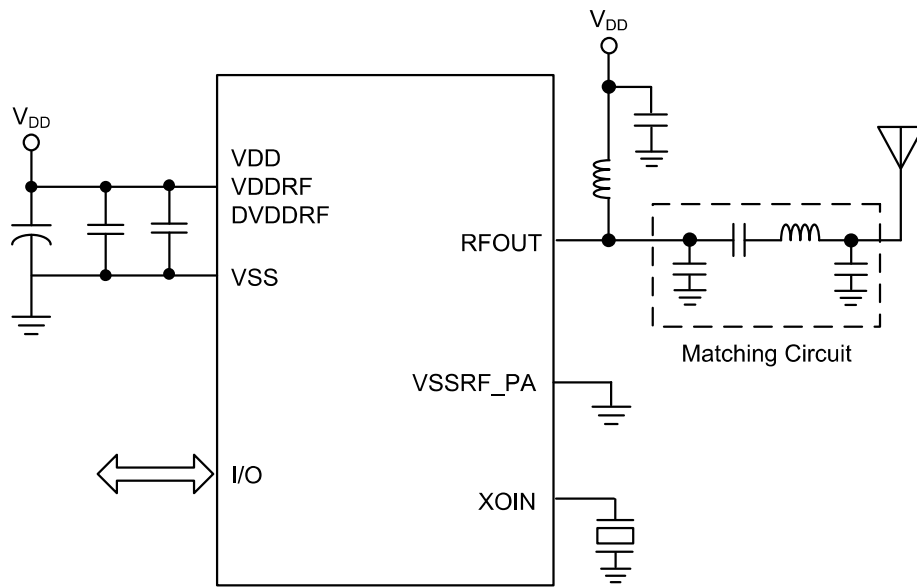 V_DD
V_DD
VDD
VDDRF
DVDDRF
VSS
RFOUT
Matching Circuit
VSSRF_PA
I/O
XOIN